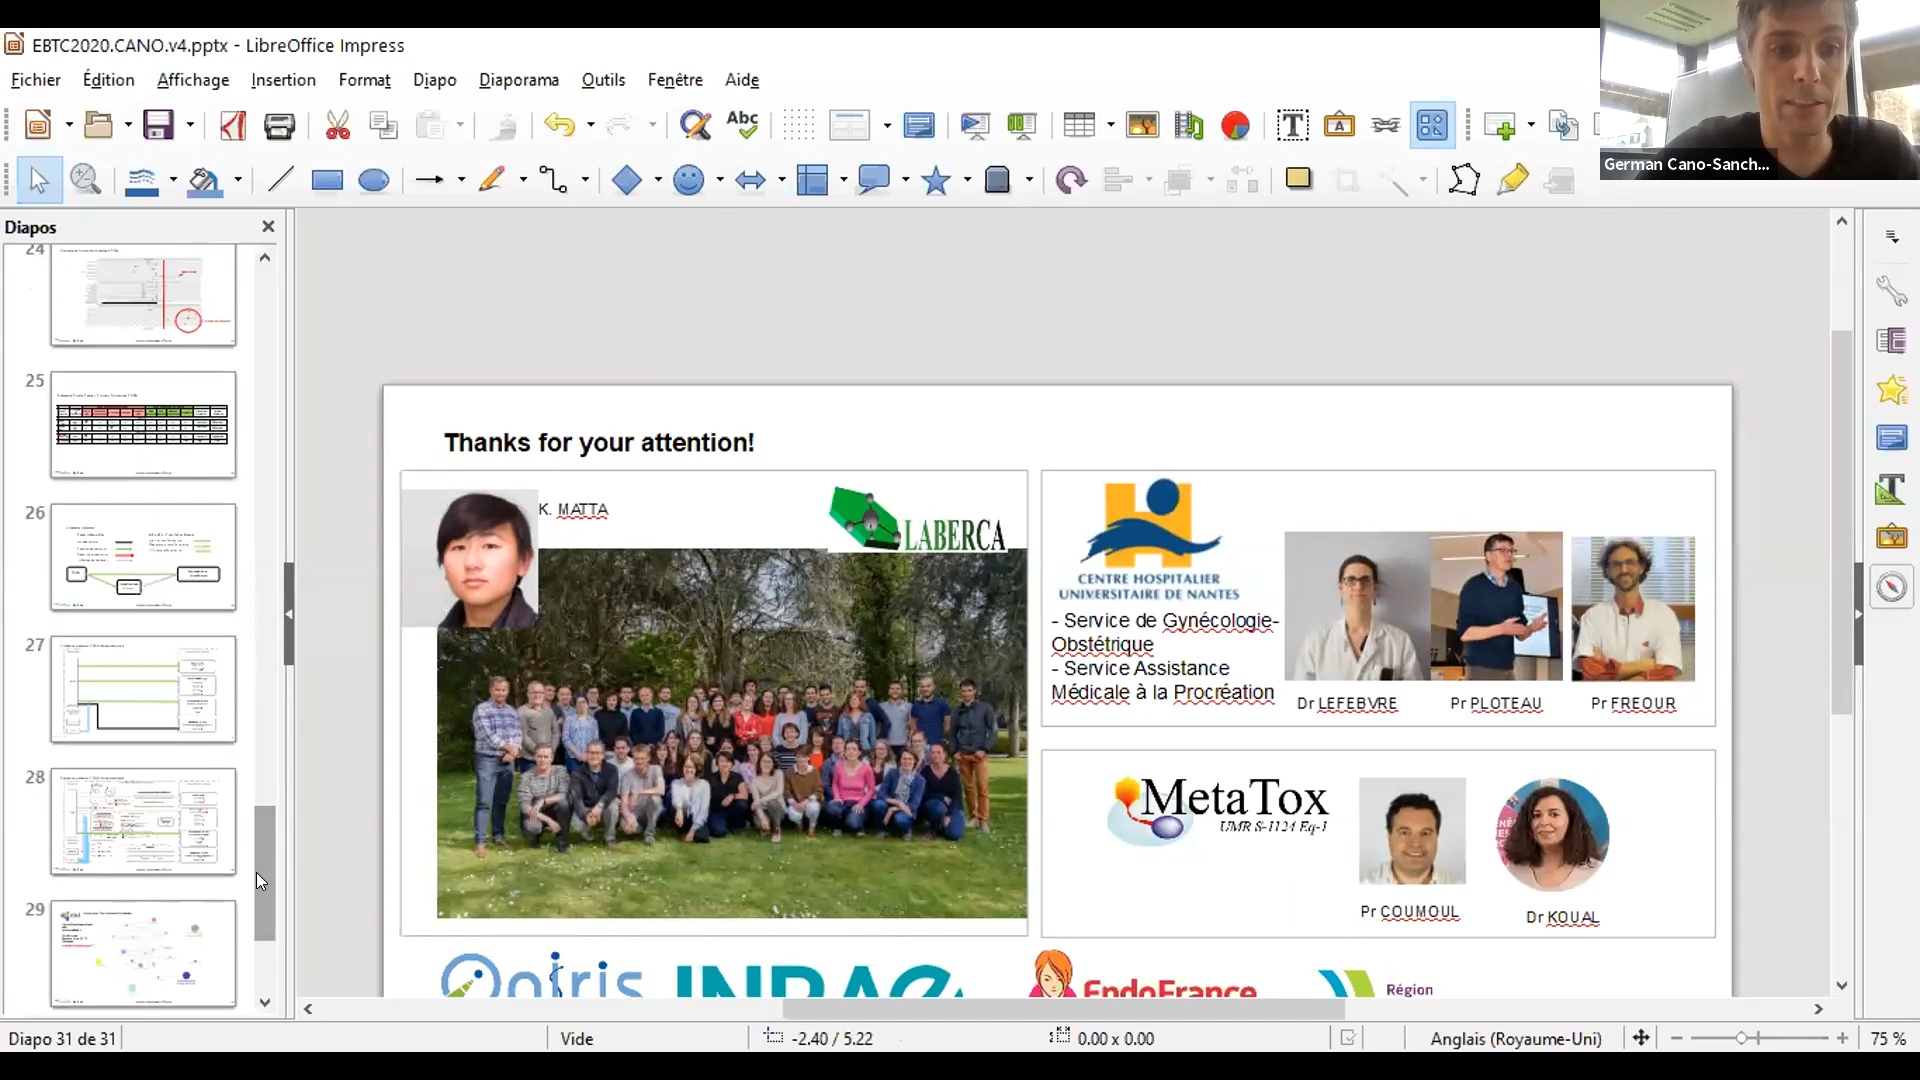 EBTC2020.CANO.v4.pptx - LibreOffice Impress
Fichier Édition Affichage Insertion Format Diapo Diaporama Outils Fenêtre Aide
Abc
German Cano-Sanch...
Diapos
24
25
26
27
28
29
Thanks for your attention!
K. MATTA
LABERCA
CENTRE HOSPITALIER
UNIVERSITAIRE DE NANTES
- Service de Gynécologie-
Obstétrique
- Service Assistance
Médicale à la Procréation
Dr LEFEBVRE
Pr PLOTEAU
Pr FREOUR
MetaTox
UMR S-1124 Eq-1
Pr COUMOUL
Dr KOUAL
Oniris
INRAE
EndoFrance
Région
Diapo 31 de 31
Vide
-2.40 / 5.22
0.00 x 0.00
Anglais (Royaume-Uni)
75 %